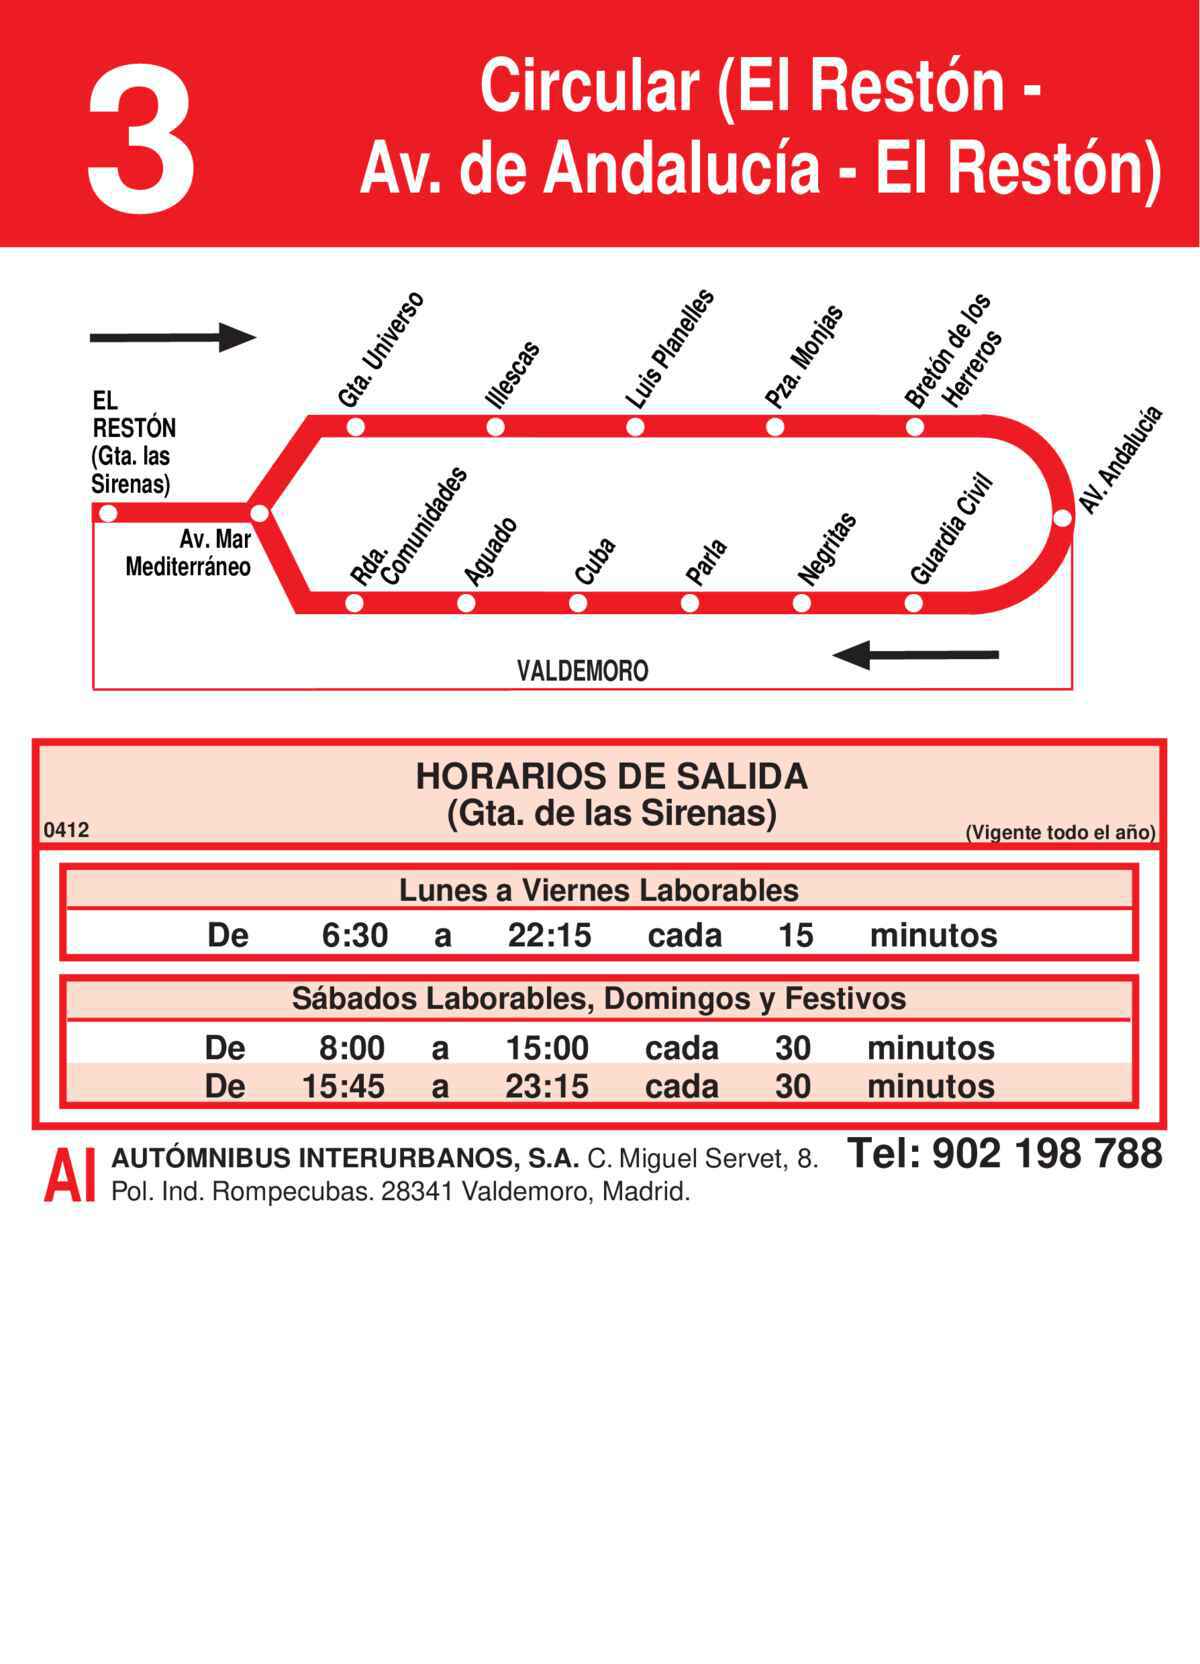 3
Circular (El Restón -
Av. de Andalucía - El Restón)
Gta. Universo
Illescas
Luis Planelles
Pza. Monjas
Bretón de los
Herreros
AV. Andalucía
EL
RESTÓN
(Gta. las
Sirenas)
Av. Mar
Mediterráneo
Rda.
Comunidades
Aguado
Cuba
Parla
Negritas
Guardia Civil
VALDEMORO
HORARIOS DE SALIDA
(Gta. de las Sirenas)
0412
(Vigente todo el año)
Lunes a Viernes Laborables
De 6:30 a 22:15 cada 15 minutos
Sábados Laborables, Domingos y Festivos
De 8:00 a 15:00 cada 30 minutos
De 15:45 a 23:15 cada 30 minutos
AI
AUTÓMNIBUS INTERURBANOS, S.A. C. Miguel Servet, 8.
Pol. Ind. Rompecubas. 28341 Valdemoro, Madrid.
Tel: 902 198 788